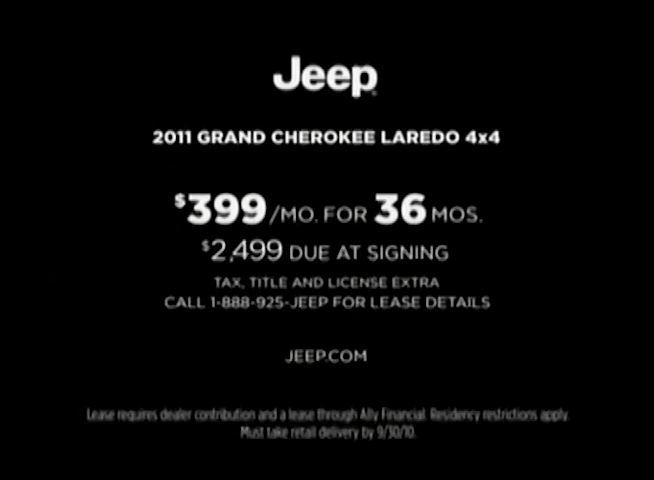 Jeep
2011 GRAND CHEROKEE LAREDO 4x4
$399/MO. FOR 36 MOS.
$2,499 DUE AT SIGNING
TAX, TITLE AND LICENSE EXTRA
CALL 1-888-925-JEEP FOR LEASE DETAILS
JEEP.COM
Lease requires dealer contribution and a lease through Ally Financial. Residency restrictions apply.
Must take retail delivery by 9/30/10.